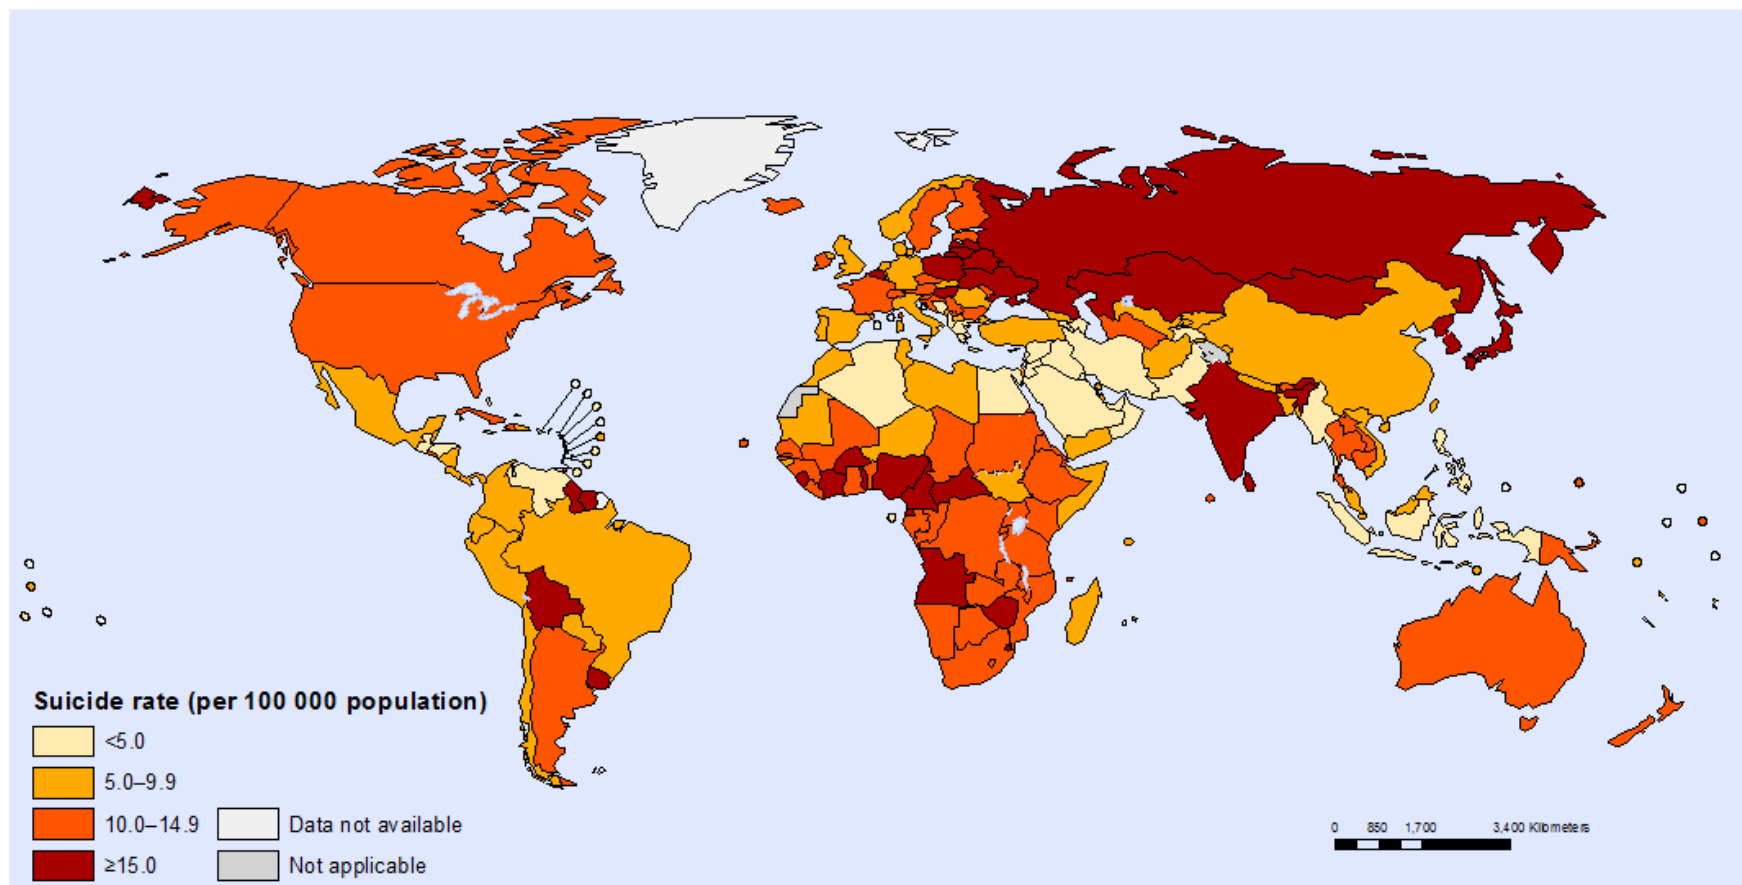 Suicide rate (per 100 000 population)
<5.0
5.0–9.9
10.0–14.9
≥15.0
Data not available
Not applicable
0 850 1,700 3,400 Kilometers